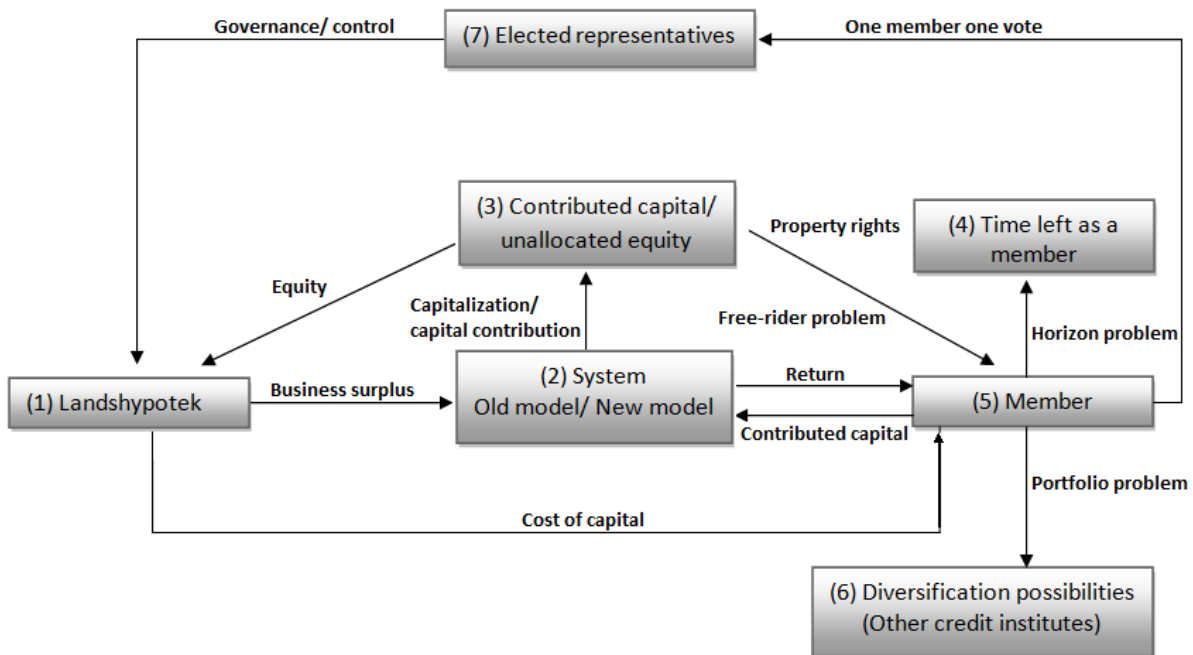 Governance/ control
(7) Elected representatives
One member one vote
(3) Contributed capital/
unallocated equity
Property rights
(4) Time left as a
member
Equity
Capitalization/
capital contribution
Free-rider problem
Horizon problem
(1) Landshypotek
Business surplus
(2) System
Old model/ New model
Return
(5) Member
Contributed capital
Portfolio problem
Cost of capital
(6) Diversification possibilities
(Other credit institutes)